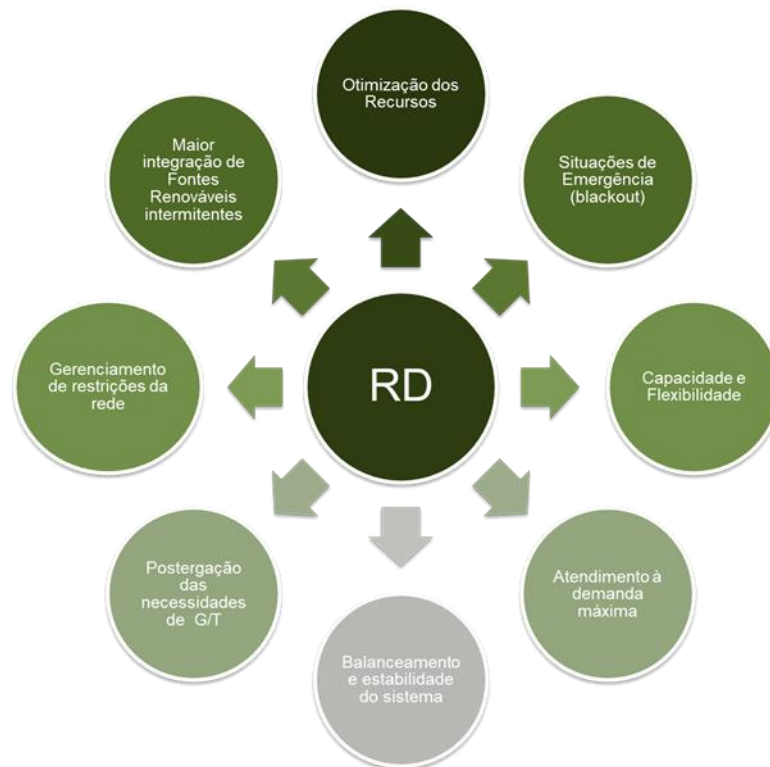 Otimização dos
Recursos
Situações de
Emergência
(blackout)
Capacidade e
Flexibilidade
Atendimento à
demanda
máxima
Balanceamento
e estabilidade
do sistema
Postergação
das
necessidades
de G/T
Gerenciamento
de restrições da
rede
Maior
integração de
Fontes
Renováveis
intermitentes
RD